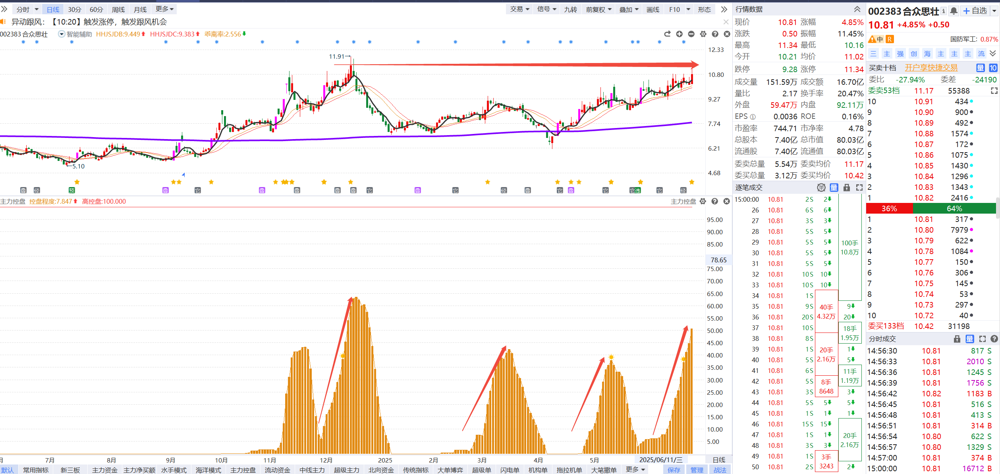 分时 日线 30分 60分 周线 月线 更多 交易 信号 九转 前复权 叠加 画线 F10 形态
异动跟风：【10:20】触发涨停，触发跟风机会
002383 合众思壮 智能辅助 HHJSJDB:9.449 HHJSJDC:9.383 乖离率:2.556
12.33
11.91→
10.80
9.27
7.74
6.21
←5.10
4.68
季 经 预 季 它 季 季 季 季 它 季 它 经 季 它 季 它 它 违 它 经
主力控盘 控盘程度:7.847 高控盘:100.000 主力控盘
95.00
90.00
85.00
78.65
75.00
70.00
65.00
60.00
55.00
50.00
45.00
40.00
35.00
30.00
25.00
20.00
15.00
10.00
5.00
月 7月 8月 9月 10月 11月 12月 2025 2月 3月 4月 5月 2025/06/11/三 日线
默认 常用指标 新三板 主力资金 主力净买额 水手模式 海洋模式 主力控盘 流动资金 中线主力 超级主力 北向资金 传统指标 大单博弈 超级单 闪电单 机构单 拖拉机单 大笔撤单 更多 保存 管理 战法
行情数据
现价 10.81 涨幅 4.85%
涨跌 0.50 振幅 11.45%
最高 11.34 最低 10.16
今开 10.21 均价 11.02
跌停 9.28 涨停 11.34
成交量 151.59万 成交额 16.70亿
量比 2.17 换手率 20.47%
外盘 59.47万 内盘 92.11万
EPS ① 0.0036 ROE 0.16%
市盈率 744.71 市净率 4.78
总股本 7.40亿 总市值 80.03亿
流通股 7.40亿 流通值 80.03亿
委卖总量 5.54万 委卖均价 11.17
委买总量 3.12万 委买均价 10.42
逐笔成交 单 量
15:00:00 10.81 2S 2
26 10.81 6S 6
27 10.81 3S 3
28 10.81 5S 5
29 10.81 5S 5 100手
30 10.81 5S 5 10.8万
31 10.81 5S 5
32 10.81 10S 10
33 10.81 10S 10
34 10.81 1S
35 10.81 9S 40手 9
36 10.81 20S 4.32万 20
37 10.81 10S 18手
38 10.81 8S 1.95万
39 10.81 1S 20手 1
40 10.81 5S 2.16万 5
41 10.81 6S 11手
42 10.81 5S 8手 1.19万
43 10.81 3S 8648 3
44 10.81 5S 5 5
45 10.81 1S 1 1
46 10.81 15S 15
47 10.81 1S 1 20手
48 10.81 3S 3 2.16万
49 10.81 1S 3手
50 10.81 2S 3243 2
002383 合众思壮 i 自选
10.81 +4.85% +0.50
中 R 国防军工: 0.87%
三 主 强 创 海 主 主 主 流
买卖十档 开户享快捷交易 量 10
委比 -27.94% 委差 -24190
委卖53档 11.17 55388
10 10.91 434
9 10.90 900
8 10.89 492
7 10.88 1574
6 10.87 172
5 10.86 1075
4 10.85 1430
3 10.84 1296
2 10.83 1343
1 10.82 2416
36% 64%
1 10.81 317
2 10.80 7979
3 10.79 622
4 10.78 1084
5 10.77 150
6 10.76 306
7 10.75 145
8 10.74 53
9 10.73 297
10 10.72 40
委买133档 10.42 31198
分时成交 量
14:56:30 10.81 817 S
14:56:33 10.81 2010 S
14:56:36 10.81 1245 S
14:56:39 10.81 1756 S
14:56:42 10.82 1183 B
14:56:45 10.81 516 S
14:56:48 10.81 413 S
14:56:51 10.81 314 B
14:56:54 10.80 622 S
14:56:57 10.80 1329 S
14:57:00 10.81 374 B
15:00:00 10.81 16712 B